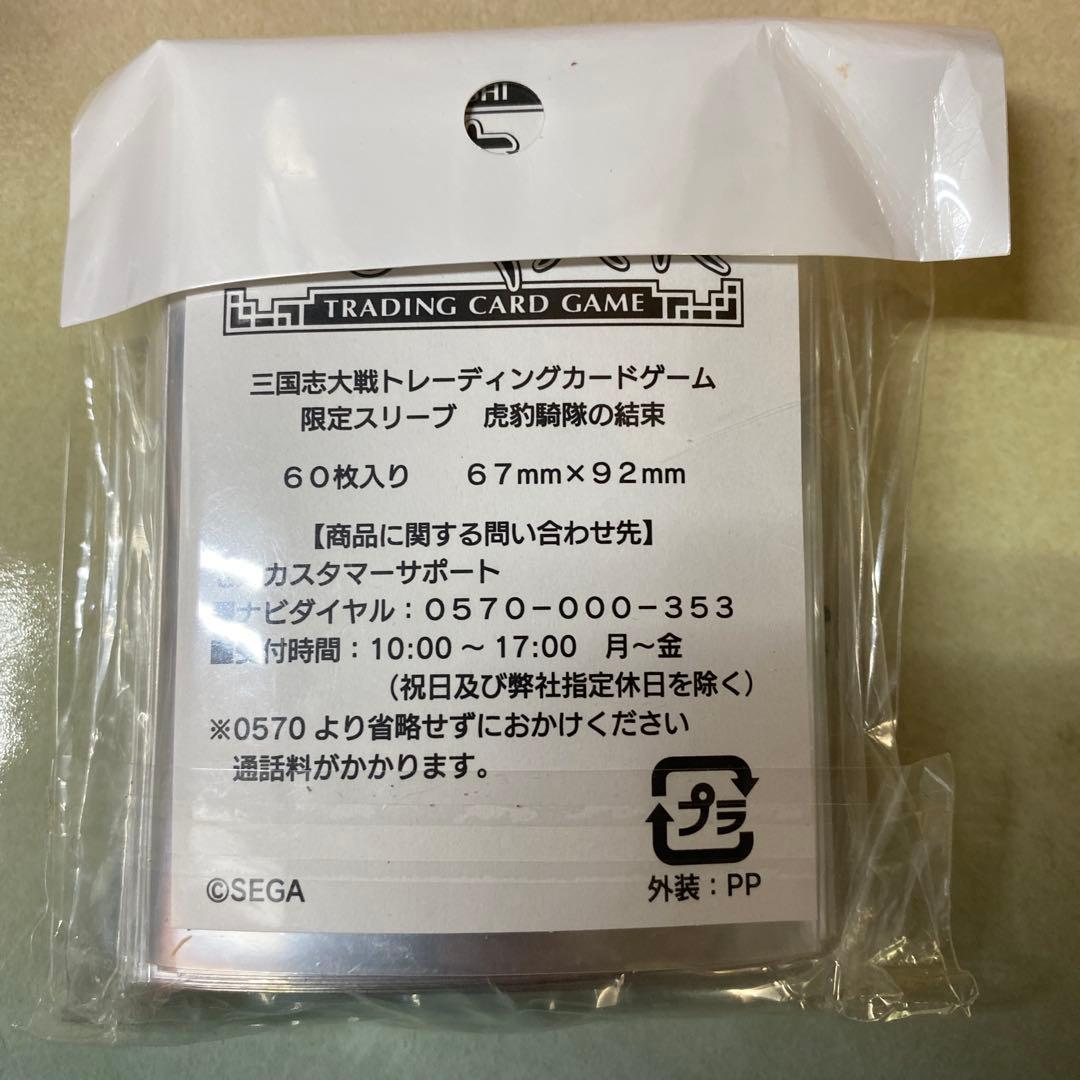 TRADING CARD GAME
三国志大戦トレーディングカードゲーム
限定スリーブ 虎豹騎隊の結束
60枚入り 67mm×92mm
【商品に関する問い合わせ先】
カスタマーサポート
■ナビダイヤル：0570－000－353
■受付時間：10:00～17:00 月～金
（祝日及び弊社指定休日を除く）
※0570より省略せずにおかけください
通話料がかかります。
プラ
外装：PP
©SEGA